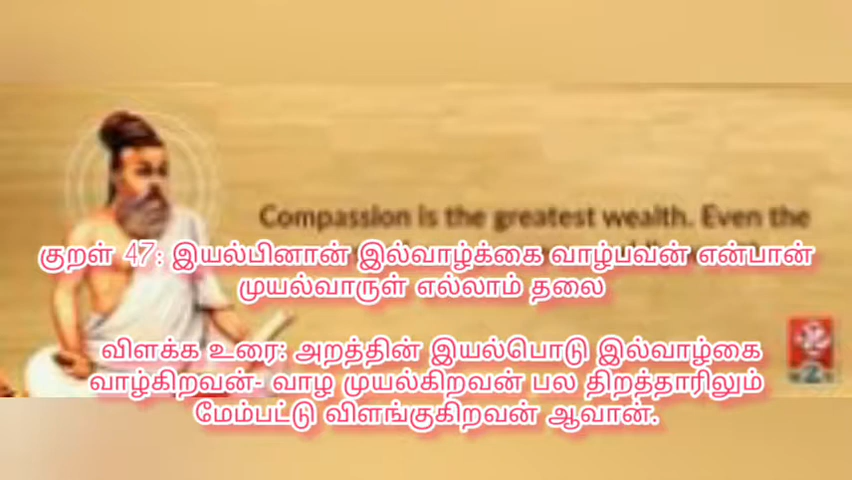 Compassion is the greatest wealth. Even the
குறள் 47: இயல்பினான் இல்வாழ்க்கை வாழ்பவன் என்பான்
முயல்வாருள் எல்லாம் தலை
விளக்க உரை: அறத்தின் இயல்பொடு இல்வாழ்கை
வாழ்கிறவன்- வாழ முயல்கிறவன் பல திறத்தாரிலும்
மேம்பட்டு விளங்குகிறவன் ஆவான்.